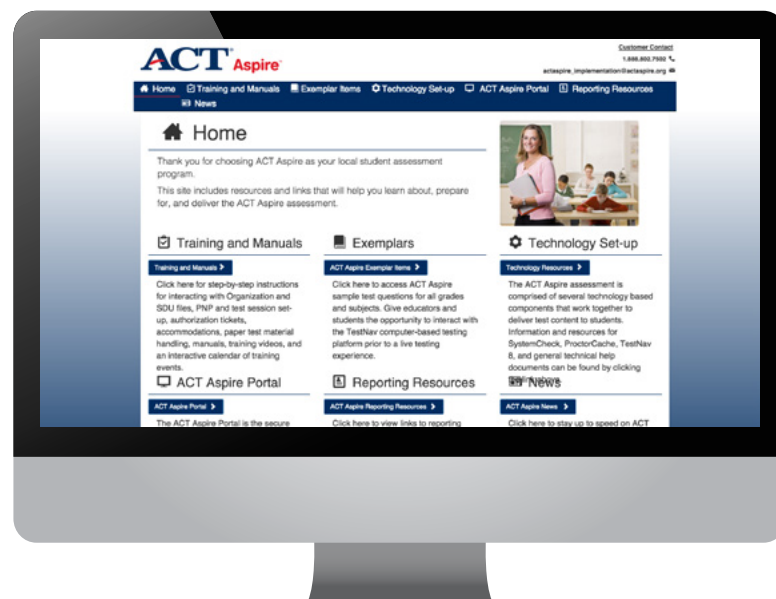 ACT Aspire
Customer Contact
1.888.802.7502
actaspire_implementation@actaspire.org
Home Training and Manuals Exemplar Items Technology Set-up ACT Aspire Portal Reporting Resources
News
Home
Thank you for choosing ACT Aspire as your local student assessment
program.
This site includes resources and links that will help you learn about, prepare
for, and deliver the ACT Aspire assessment.
Training and Manuals
Training and Manuals
Click here for step-by-step instructions
for interacting with Organization and
SDU files, PNP and test session set-
up, authorization tickets,
accommodations, paper test material
handling, manuals, training videos, and
an interactive calendar of training
events.
Exemplars
ACT Aspire Exemplar Items
Click here to access ACT Aspire
sample test questions for all grades
and subjects. Give educators and
students the opportunity to interact with
the TestNav computer-based testing
platform prior to a live testing
experience.
Technology Set-up
Technology Resources
The ACT Aspire assessment is
comprised of several technology based
components that work together to
deliver test content to students.
Information and resources for
SystemCheck, ProctorCache, TestNav
8, and general technical help
documents can be found by clicking
ACT Aspire Portal
ACT Aspire Portal
The ACT Aspire Portal is the secure
Reporting Resources
ACT Aspire Reporting Resources
Click here to view links to reporting
News
ACT Aspire News
Click here to stay up to speed on ACT